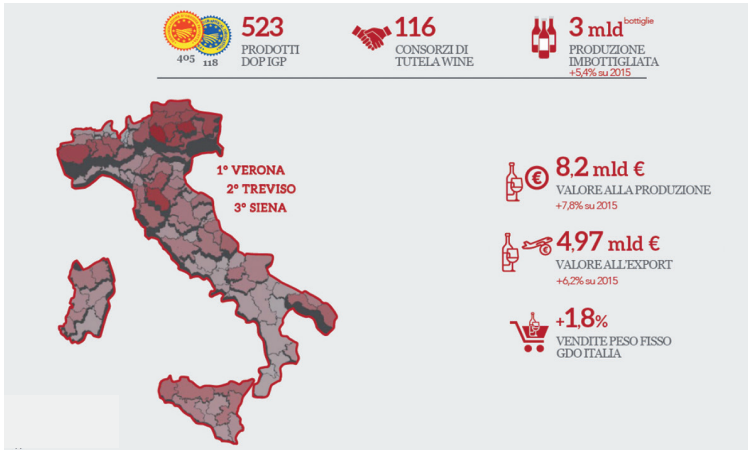 523
PRODOTTI
DOP IGP
405
118
116
CONSORZI DI
TUTELA WINE
3 mld bottiglie
PRODUZIONE
IMBOTTIGLIATA
+5,4% su 2015
1° VERONA
2° TREVISO
3° SIENA
€
8,2 mld €
VALORE ALLA PRODUZIONE
+7,8% su 2015
€
4,97 mld €
VALORE ALL'EXPORT
+6,2% su 2015
+1,8%
VENDITE PESO FISSO
GDO ITALIA